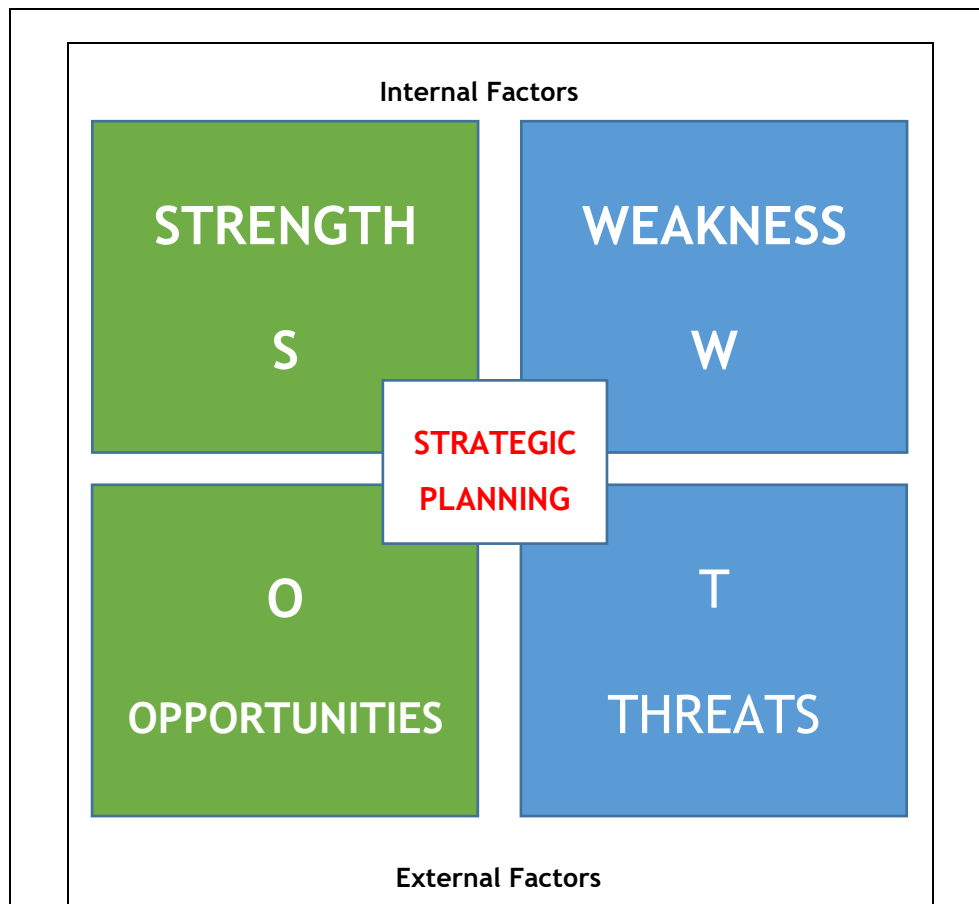 Internal Factors
STRENGTH
S
WEAKNESS
W
STRATEGIC
PLANNING
O
OPPORTUNITIES
T
THREATS
External Factors